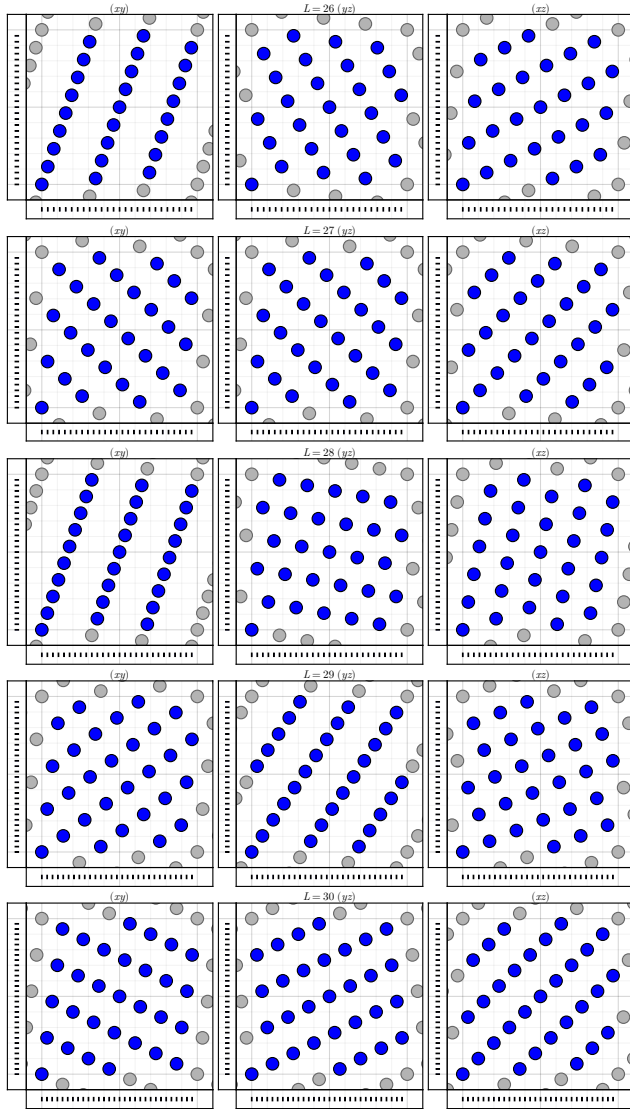 (xy) L = 26 (yz) (xz)
(xy) L = 27 (yz) (xz)
(xy) L = 28 (yz) (xz)
(xy) L = 29 (yz) (xz)
(xy) L = 30 (yz) (xz)